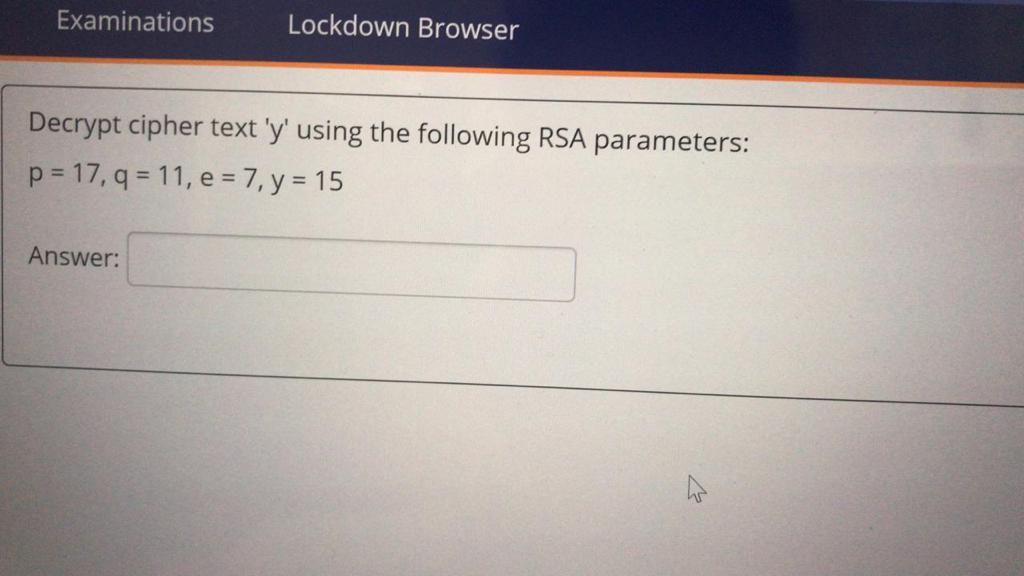 Examinations Lockdown Browser
Decrypt cipher text 'y' using the following RSA parameters:
p = 17, q = 11, e = 7, y = 15
Answer: